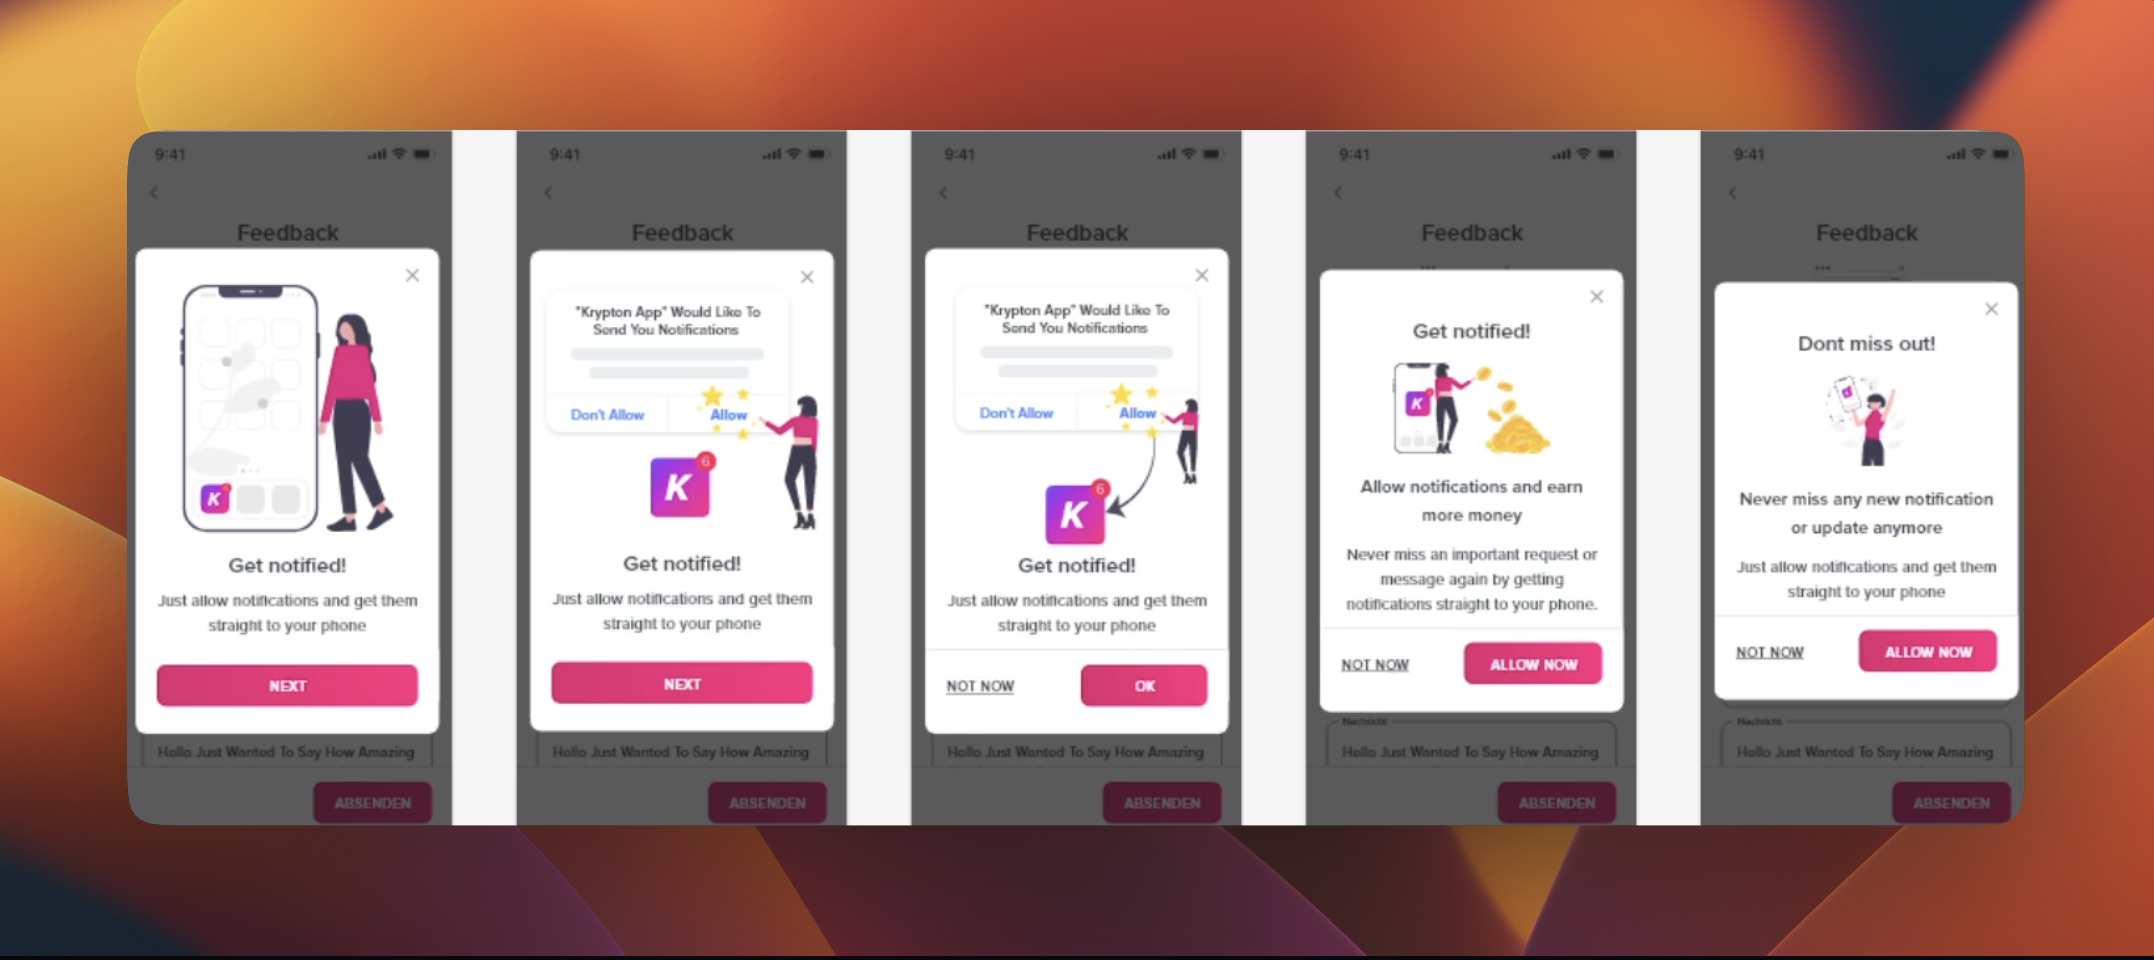 9:41
Feedback
Get notified!
Just allow notifications and get them
straight to your phone
NEXT
Hello Just Wanted To Say How Amazing
ABSENDEN
9:41
Feedback
"Krypton App" Would Like To
Send You Notifications
Don't Allow
Allow
K
6
Get notified!
Just allow notifications and get them
straight to your phone
NEXT
Hello Just Wanted To Say How Amazing
ABSENDEN
9:41
Feedback
"Krypton App" Would Like To
Send You Notifications
Don't Allow
Allow
K
6
Get notified!
Just allow notifications and get them
straight to your phone
NOT NOW
OK
Hello Just Wanted To Say How Amazing
ABSENDEN
9:41
Feedback
Get notified!
K
Allow notifications and earn
more money
Never miss an important request or
message again by getting
notifications straight to your phone.
NOT NOW
ALLOW NOW
Nachricht
Hello Just Wanted To Say How Amazing
ABSENDEN
9:41
Feedback
Dont miss out!
Never miss any new notification
or update anymore
Just allow notifications and get them
straight to your phone
NOT NOW
ALLOW NOW
Nachricht
Hello Just Wanted To Say How Amazing
ABSENDEN